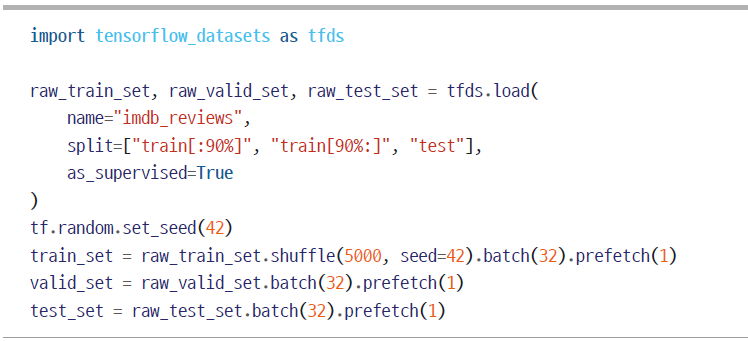 import tensorflow_datasets as tfds

raw_train_set, raw_valid_set, raw_test_set = tfds.load(
    name="imdb_reviews",
    split=["train[:90%]", "train[90%:]", "test"],
    as_supervised=True
)
tf.random.set_seed(42)
train_set = raw_train_set.shuffle(5000, seed=42).batch(32).prefetch(1)
valid_set = raw_valid_set.batch(32).prefetch(1)
test_set = raw_test_set.batch(32).prefetch(1)